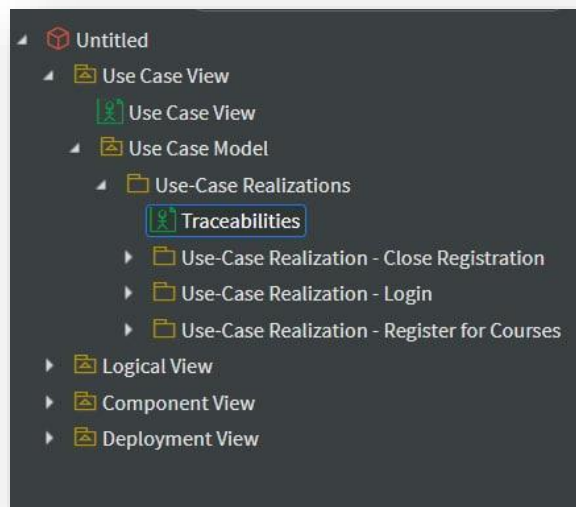 Untitled
Use Case View
Use Case View
Use Case Model
Use-Case Realizations
Traceabilities
Use-Case Realization - Close Registration
Use-Case Realization - Login
Use-Case Realization - Register for Courses
Logical View
Component View
Deployment View